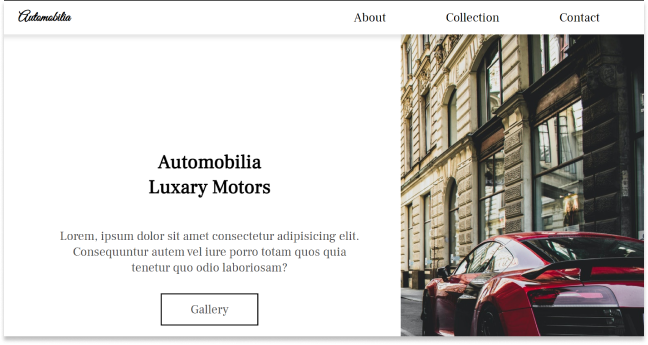 Automobilia
About
Collection
Contact
Automobilia
Luxary Motors
Lorem, ipsum dolor sit amet consectetur adipisicing elit.
Consequuntur autem vel iure porro totam quos quia
tenetur quo odio laboriosam?
Gallery